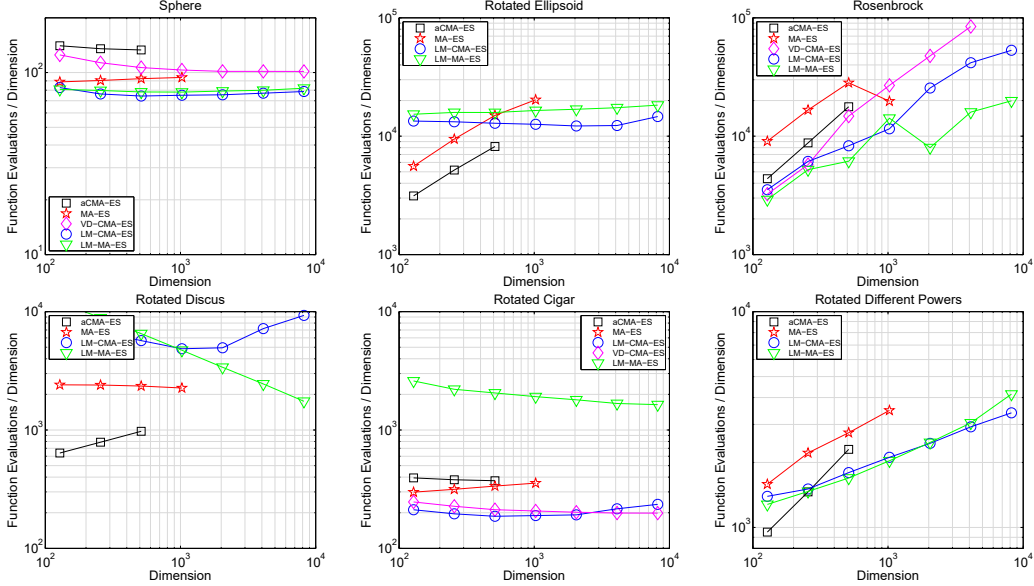 Sphere
Function Evaluations / Dimension
10^2
10^1
aCMA-ES
MA-ES
VD-CMA-ES
LM-CMA-ES
LM-MA-ES
10^2
10^3
10^4
Dimension
Rotated Ellipsoid
Function Evaluations / Dimension
10^5
10^4
10^3
aCMA-ES
MA-ES
LM-CMA-ES
LM-MA-ES
10^2
10^3
10^4
Dimension
Rosenbrock
Function Evaluations / Dimension
10^5
10^4
10^3
aCMA-ES
MA-ES
VD-CMA-ES
LM-CMA-ES
LM-MA-ES
10^2
10^3
10^4
Dimension
Rotated Discus
Function Evaluations / Dimension
10^4
10^3
10^2
aCMA-ES
MA-ES
LM-CMA-ES
LM-MA-ES
10^2
10^3
10^4
Dimension
Rotated Cigar
Function Evaluations / Dimension
10^4
10^3
10^2
aCMA-ES
MA-ES
LM-CMA-ES
VD-CMA-ES
LM-MA-ES
10^2
10^3
10^4
Dimension
Rotated Different Powers
Function Evaluations / Dimension
10^4
10^3
aCMA-ES
MA-ES
LM-CMA-ES
LM-MA-ES
10^2
10^3
10^4
Dimension